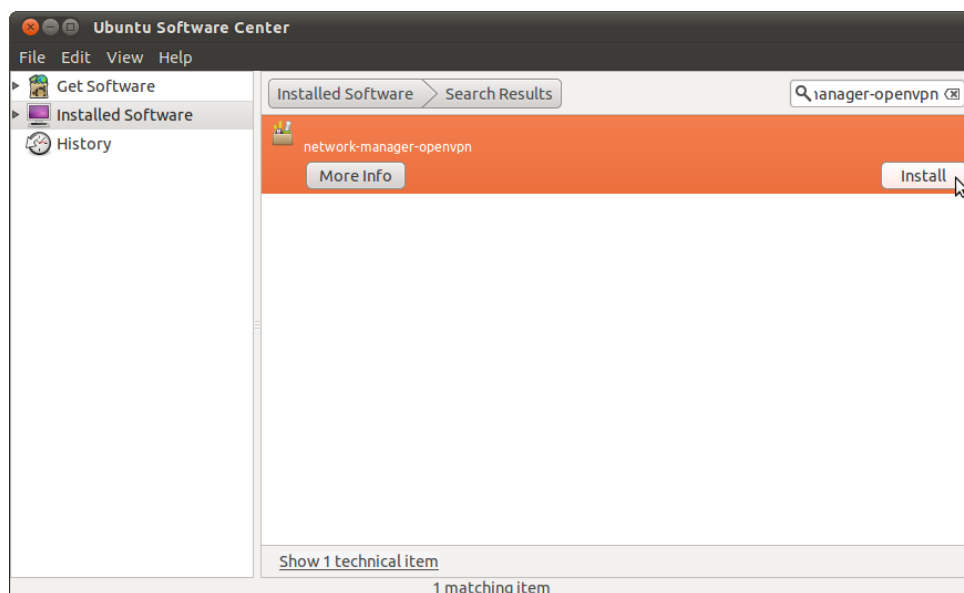 Ubuntu Software Center
File Edit View Help
Get Software
Installed Software
History
Installed Software Search Results
anager-openvpn
network-manager-openvpn
More Info
Install
Show 1 technical item
1 matching item